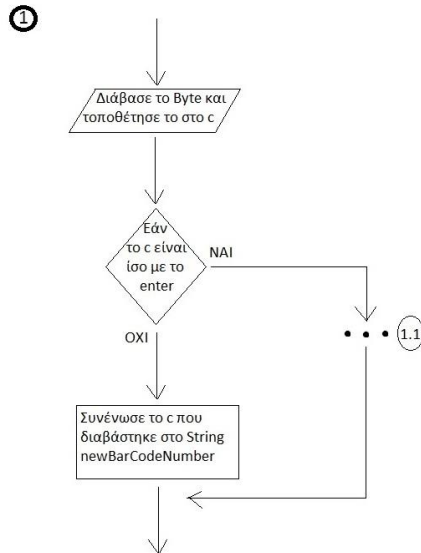 1
Διάβασε το Byte και
τοποθέτησε το στο c
Εάν
το c είναι
ίσο με το
enter
ΝΑΙ
1.1
ΟΧΙ
Συνένωσε το c που
διαβάστηκε στο String
newBarCodeNumber